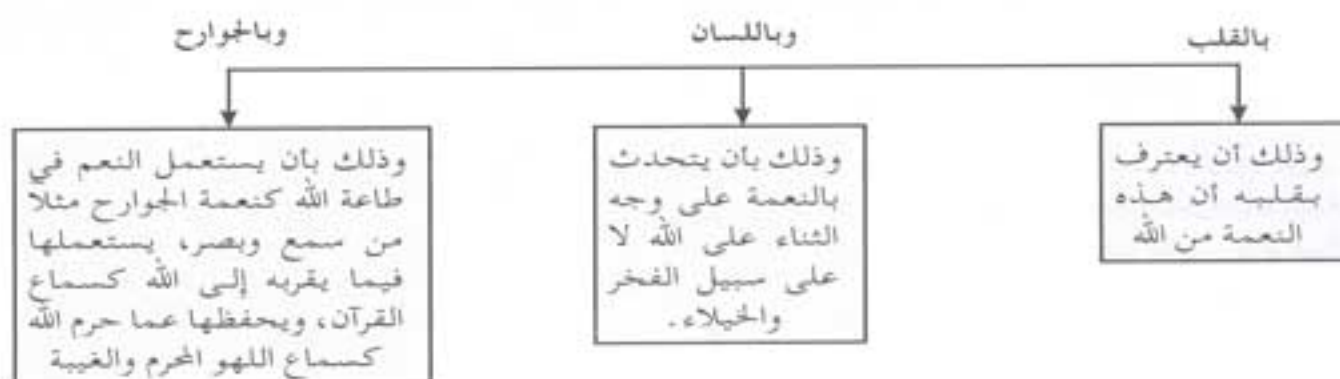 بالقلب
وباللسان
وبالجوارح
وذلك أن يعترف
بقلبه أن هذه
النعمة من الله
وذلك بأن يتحدث
بالنعمة على وجه
الثناء على الله لا
على سبيل الفخر
والخيلاء.
وذلك بأن يستعمل النعم في
طاعة الله كنعمة الجوارح مثلاً
من سمع وبصر، يستعملها
فيما يقربه إلى الله كسماع
القرآن، ويحفظها عما حرم الله
كسماع اللهو المحرم والغيبة